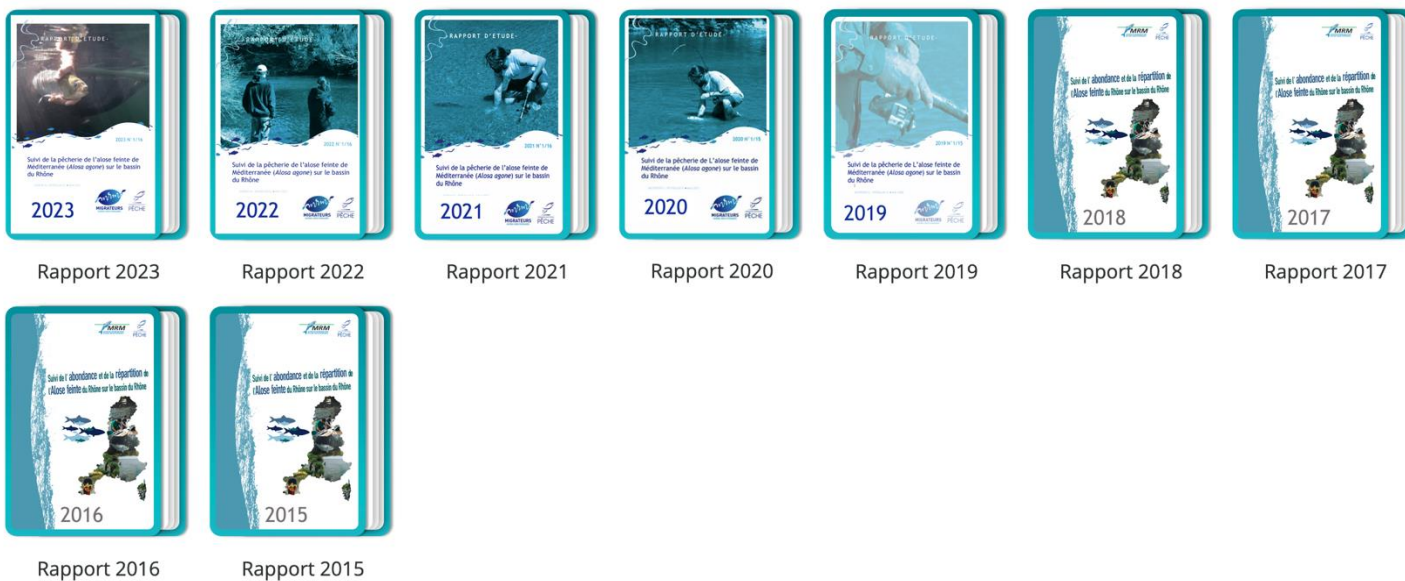 RAPPORT D'ETUDE-
2023 N° 1/16
Suivi de la pêcherie de l'alose feinte de
Méditerranée (Alosa agone) sur le bassin
du Rhône
2023
MIGRATEURS
PÊCHE
Rapport 2023
RAPPORT D'ETUDE-
2022 N° 1/16
Suivi de la pêcherie de l'alose feinte de
Méditerranée (Alosa agone) sur le bassin
du Rhône
2022
MIGRATEURS
PÊCHE
Rapport 2022
RAPPORT D'ETUDE-
2021 N°1/16
Suivi de la pêcherie de l'alose feinte de
Méditerranée (Alosa agone) sur le bassin
du Rhône
2021
MIGRATEURS
PÊCHE
Rapport 2021
RAPPORT D'ETUDE-
2020 N°1/15
Suivi de la pêcherie de L'alose feinte de
Méditerranée (Alosa agone) sur le bassin
du Rhône
2020
MIGRATEURS
PÊCHE
Rapport 2020
RAPPORT D'ETUDE-
2019 N°1/15
Suivi de la pêcherie de L'alose feinte de
Méditerranée (Alosa agone) sur le bassin
du Rhône
2019
MIGRATEURS
PÊCHE
Rapport 2019
MRM
PÊCHE
Suivi de l' abondance et de la répartition de
l'Alose feinte du Rhône sur le bassin du Rhône
2018
Rapport 2018
MRM
PÊCHE
Suivi de l' abondance et de la répartition de
l'Alose feinte du Rhône sur le bassin du Rhône
2017
Rapport 2017
MRM
PÊCHE
Suivi de l' abondance et de la répartition de
l'Alose feinte du Rhône sur le bassin du Rhône
2016
Rapport 2016
MRM
PÊCHE
Suivi de l' abondance et de la répartition de
l'Alose feinte du Rhône sur le bassin du Rhône
2015
Rapport 2015